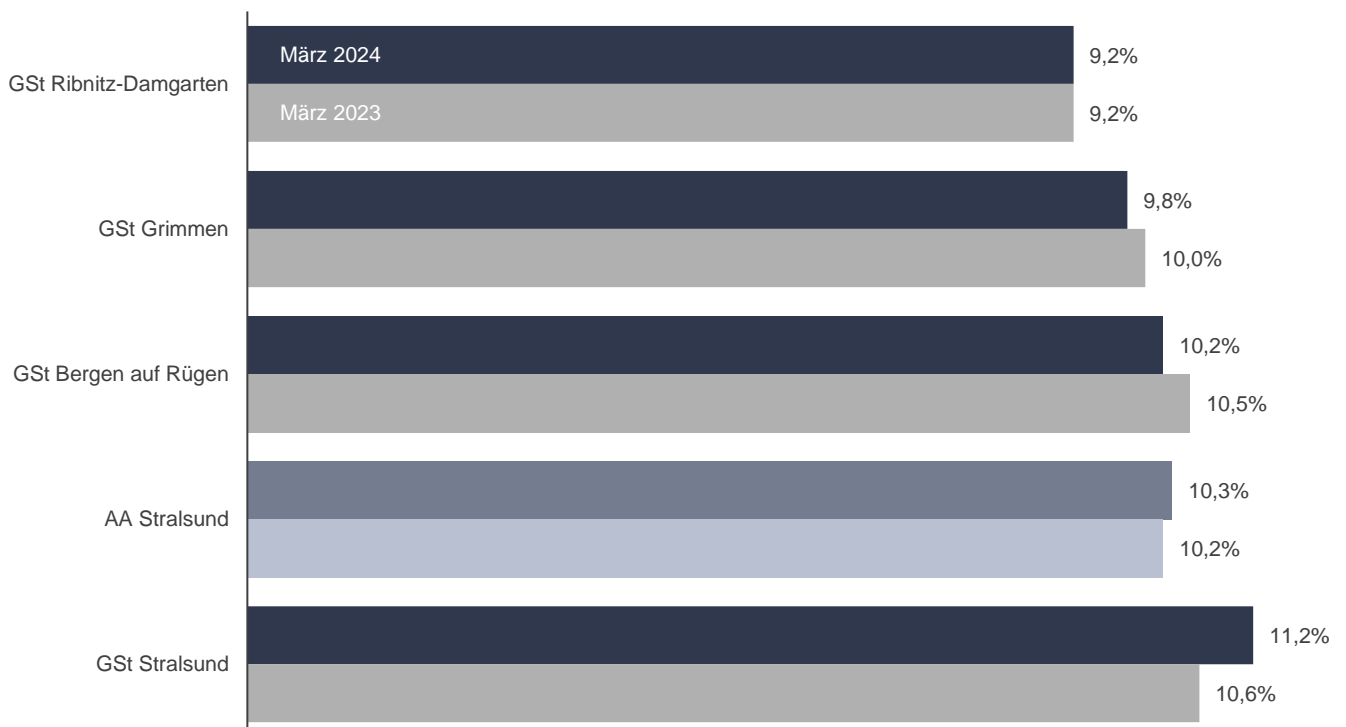 März 2024
9,2%
GSt Ribnitz-Damgarten
März 2023
9,2%
9,8%
GSt Grimmen
10,0%
10,2%
GSt Bergen auf Rügen
10,5%
10,3%
AA Stralsund
10,2%
11,2%
GSt Stralsund
10,6%